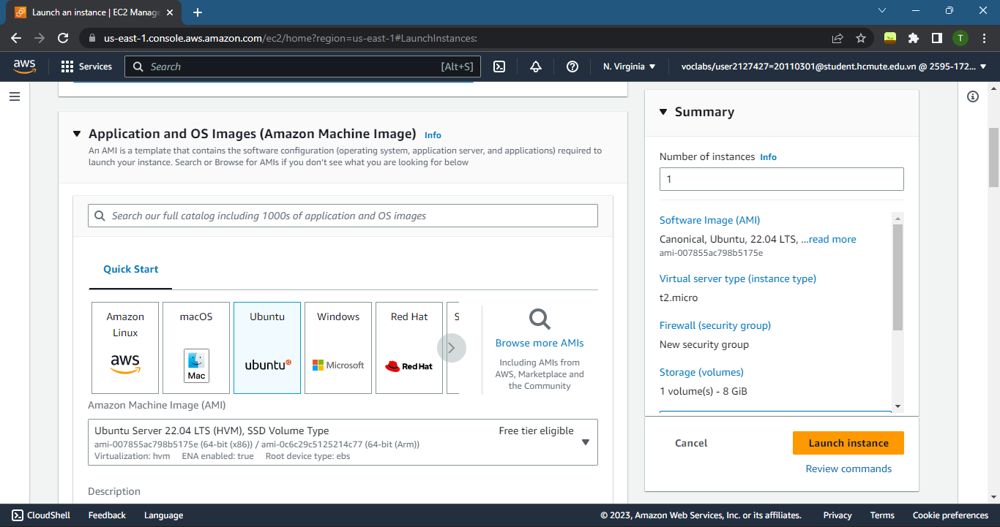 Launch an instance | EC2 Manage
us-east-1.console.aws.amazon.com/ec2/home?region=us-east-1#LaunchInstances:
T
aws
Services
Search
[Alt+S]
N. Virginia
voclabs/user2127427=20110301@student.hcmute.edu.vn @ 2595-172...
Application and OS Images (Amazon Machine Image) Info
An AMI is a template that contains the software configuration (operating system, application server, and applications) required to
launch your instance. Search or Browse for AMIs if you don't see what you are looking for below
Search our full catalog including 1000s of application and OS images
Quick Start
Amazon
Linux
aws
macOS
Mac
Ubuntu
ubuntu
Windows
Microsoft
Red Hat
Red Hat
S
Browse more AMIs
Including AMIs from
AWS, Marketplace and
the Community
Amazon Machine Image (AMI)
Ubuntu Server 22.04 LTS (HVM), SSD Volume Type
Free tier eligible
ami-007855ac798b5175e (64-bit (x86)) / ami-0c6c29c5125214c77 (64-bit (Arm))
Virtualization: hvm ENA enabled: true Root device type: ebs
Description
Summary
Number of instances Info
1
Software Image (AMI)
Canonical, Ubuntu, 22.04 LTS, ...read more
ami-007855ac798b5175e
Virtual server type (instance type)
t2.micro
Firewall (security group)
New security group
Storage (volumes)
1 volume(s) - 8 GiB
Cancel
Launch instance
Review commands
CloudShell
Feedback
Language
© 2023, Amazon Web Services, Inc. or its affiliates.
Privacy
Terms
Cookie preferences